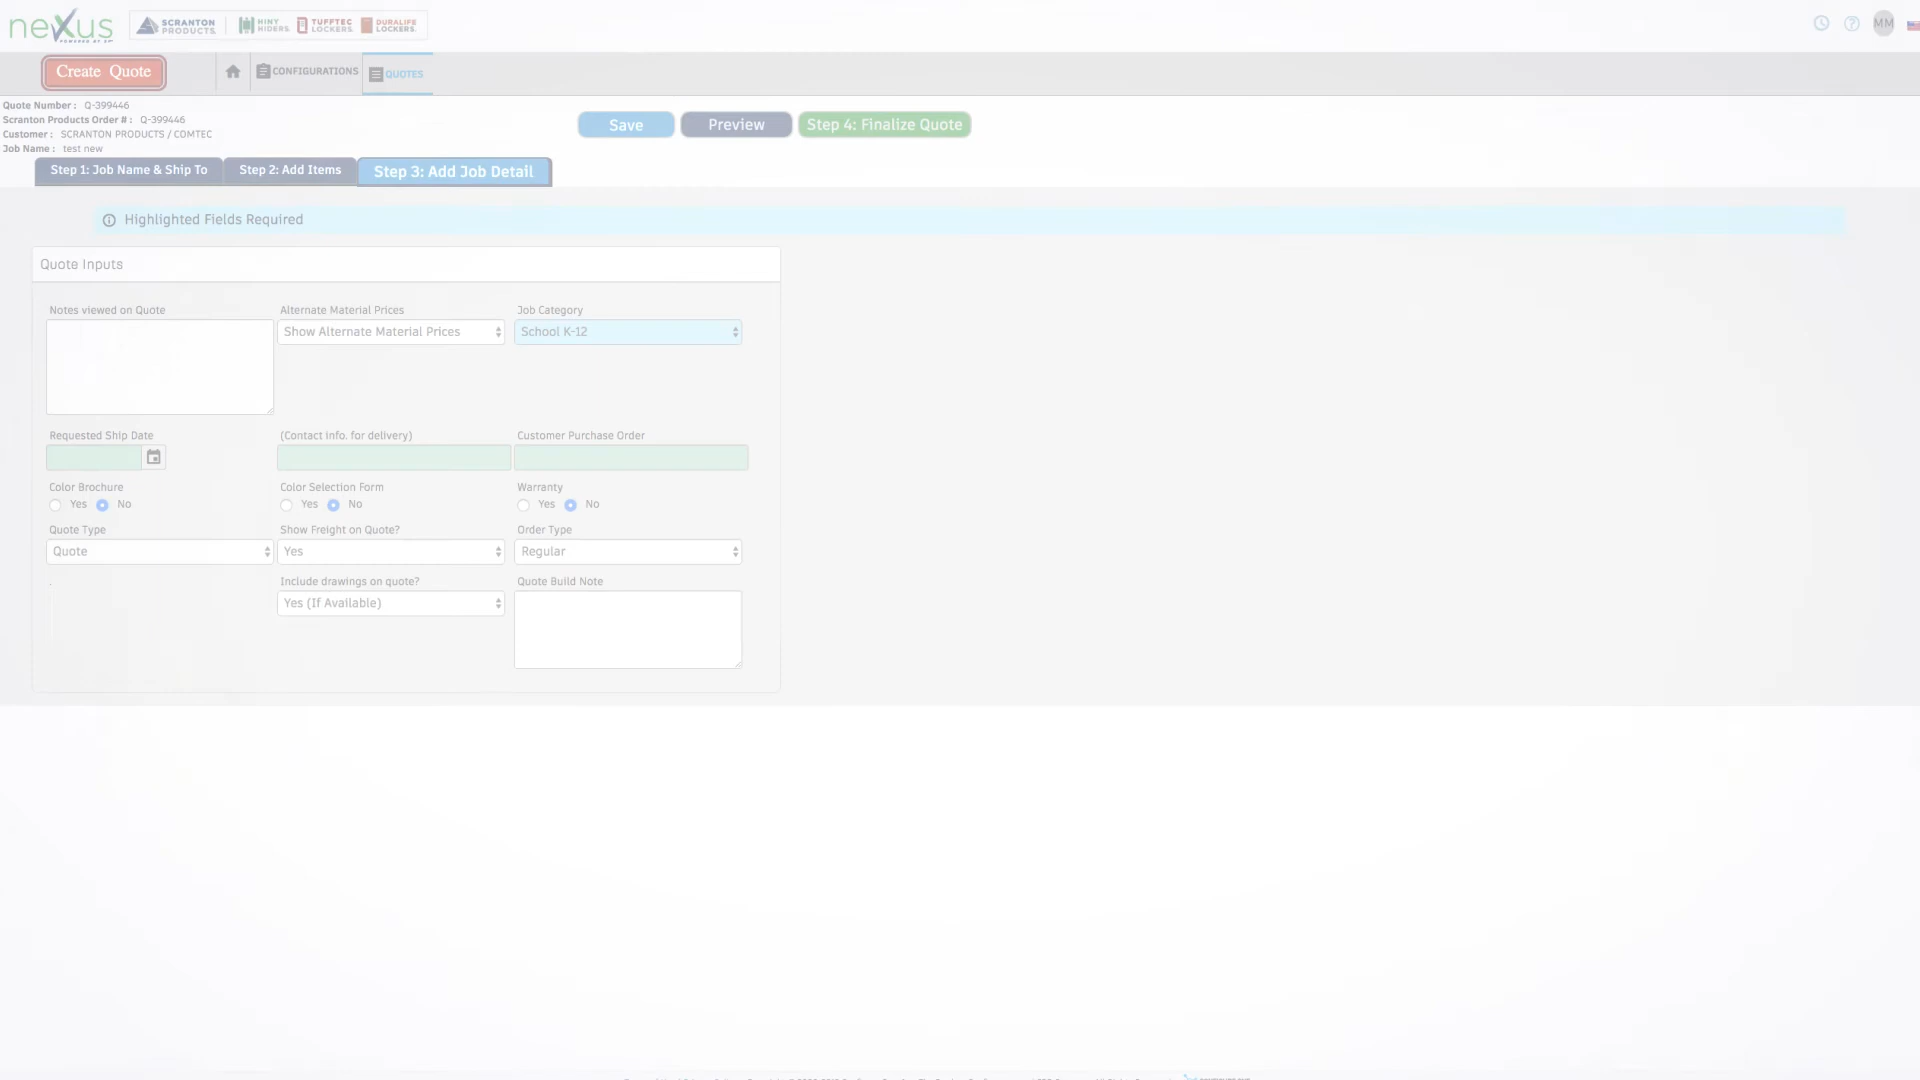 nexus
SCRANTON PRODUCTS.
HINY HIDERS.
TUFFTEC LOCKERS.
DURALIFE LOCKERS.
MM
Create Quote
CONFIGURATIONS
QUOTES
Quote Number : Q-399446
Scranton Products Order # : Q-399446
Customer : SCRANTON PRODUCTS / COMTEC
Job Name : test new
Save
Preview
Step 4: Finalize Quote
Step 1: Job Name & Ship To
Step 2: Add Items
Step 3: Add Job Detail
Highlighted Fields Required
Quote Inputs
Notes viewed on Quote
Alternate Material Prices
Job Category
Show Alternate Material Prices
School K-12
Requested Ship Date
(Contact info. for delivery)
Customer Purchase Order
Color Brochure
Color Selection Form
Warranty
Yes No
Yes No
Yes No
Quote Type
Show Freight on Quote?
Order Type
Quote
Yes
Regular
.
Include drawings on quote?
Quote Build Note
Yes (If Available)